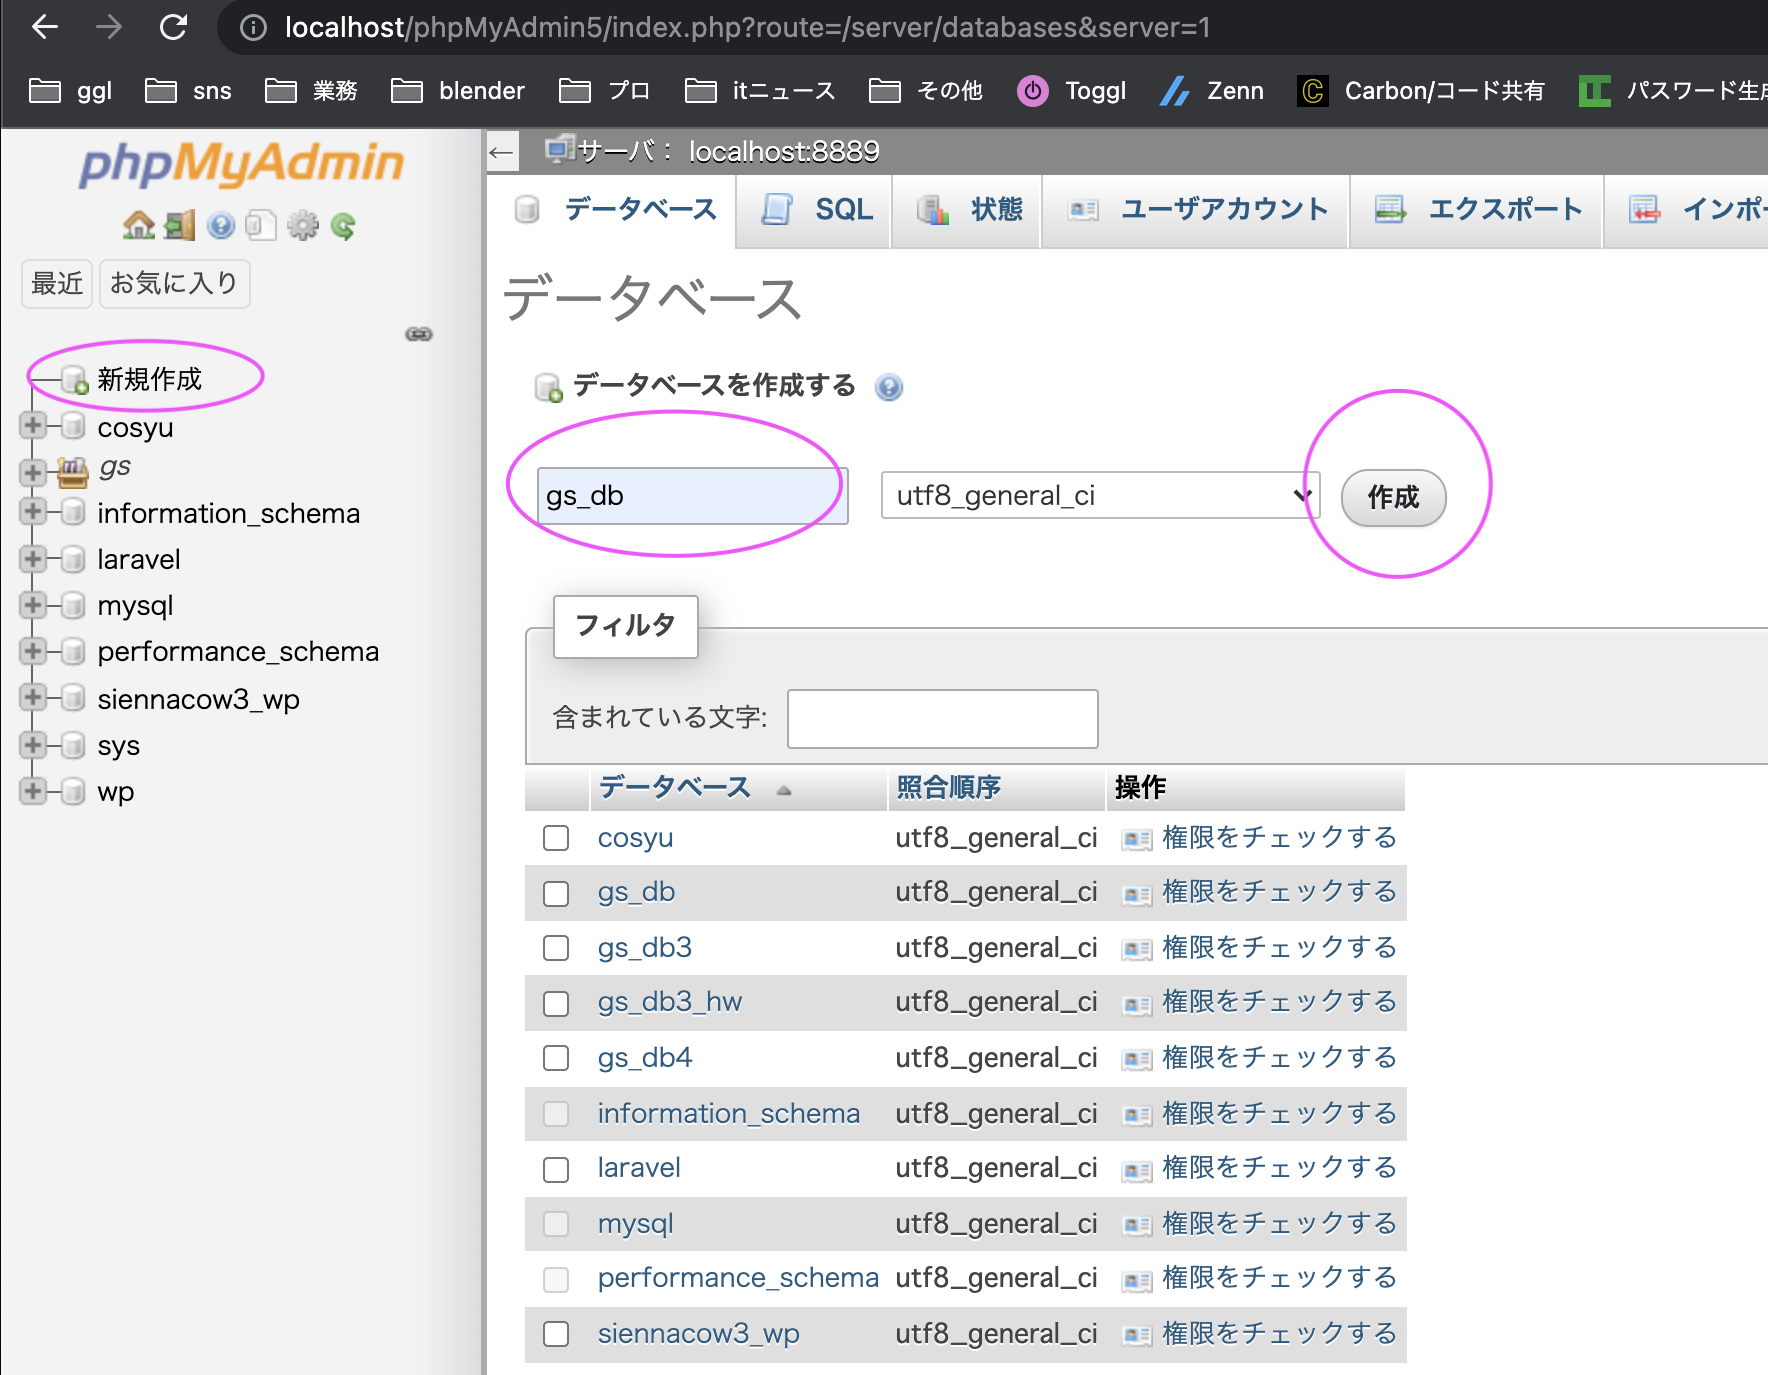 localhost/phpMyAdmin5/index.php?route=/server/databases&server=1
ggl sns 業務 blender プロ itニュース その他 Toggl Zenn Carbon/コード共有 パスワード生成
phpMyAdmin
最近 お気に入り
新規作成
cosyu
gs
information_schema
laravel
mysql
performance_schema
siennacow3_wp
sys
wp
サーバ： localhost:8889
データベース SQL 状態 ユーザアカウント エクスポート インポー
データベース
データベースを作成する
gs_db utf8_general_ci 作成
フィルタ
含まれている文字:
データベース 照合順序 操作
cosyu utf8_general_ci 権限をチェックする
gs_db utf8_general_ci 権限をチェックする
gs_db3 utf8_general_ci 権限をチェックする
gs_db3_hw utf8_general_ci 権限をチェックする
gs_db4 utf8_general_ci 権限をチェックする
information_schema utf8_general_ci 権限をチェックする
laravel utf8_general_ci 権限をチェックする
mysql utf8_general_ci 権限をチェックする
performance_schema utf8_general_ci 権限をチェックする
siennacow3_wp utf8_general_ci 権限をチェックする